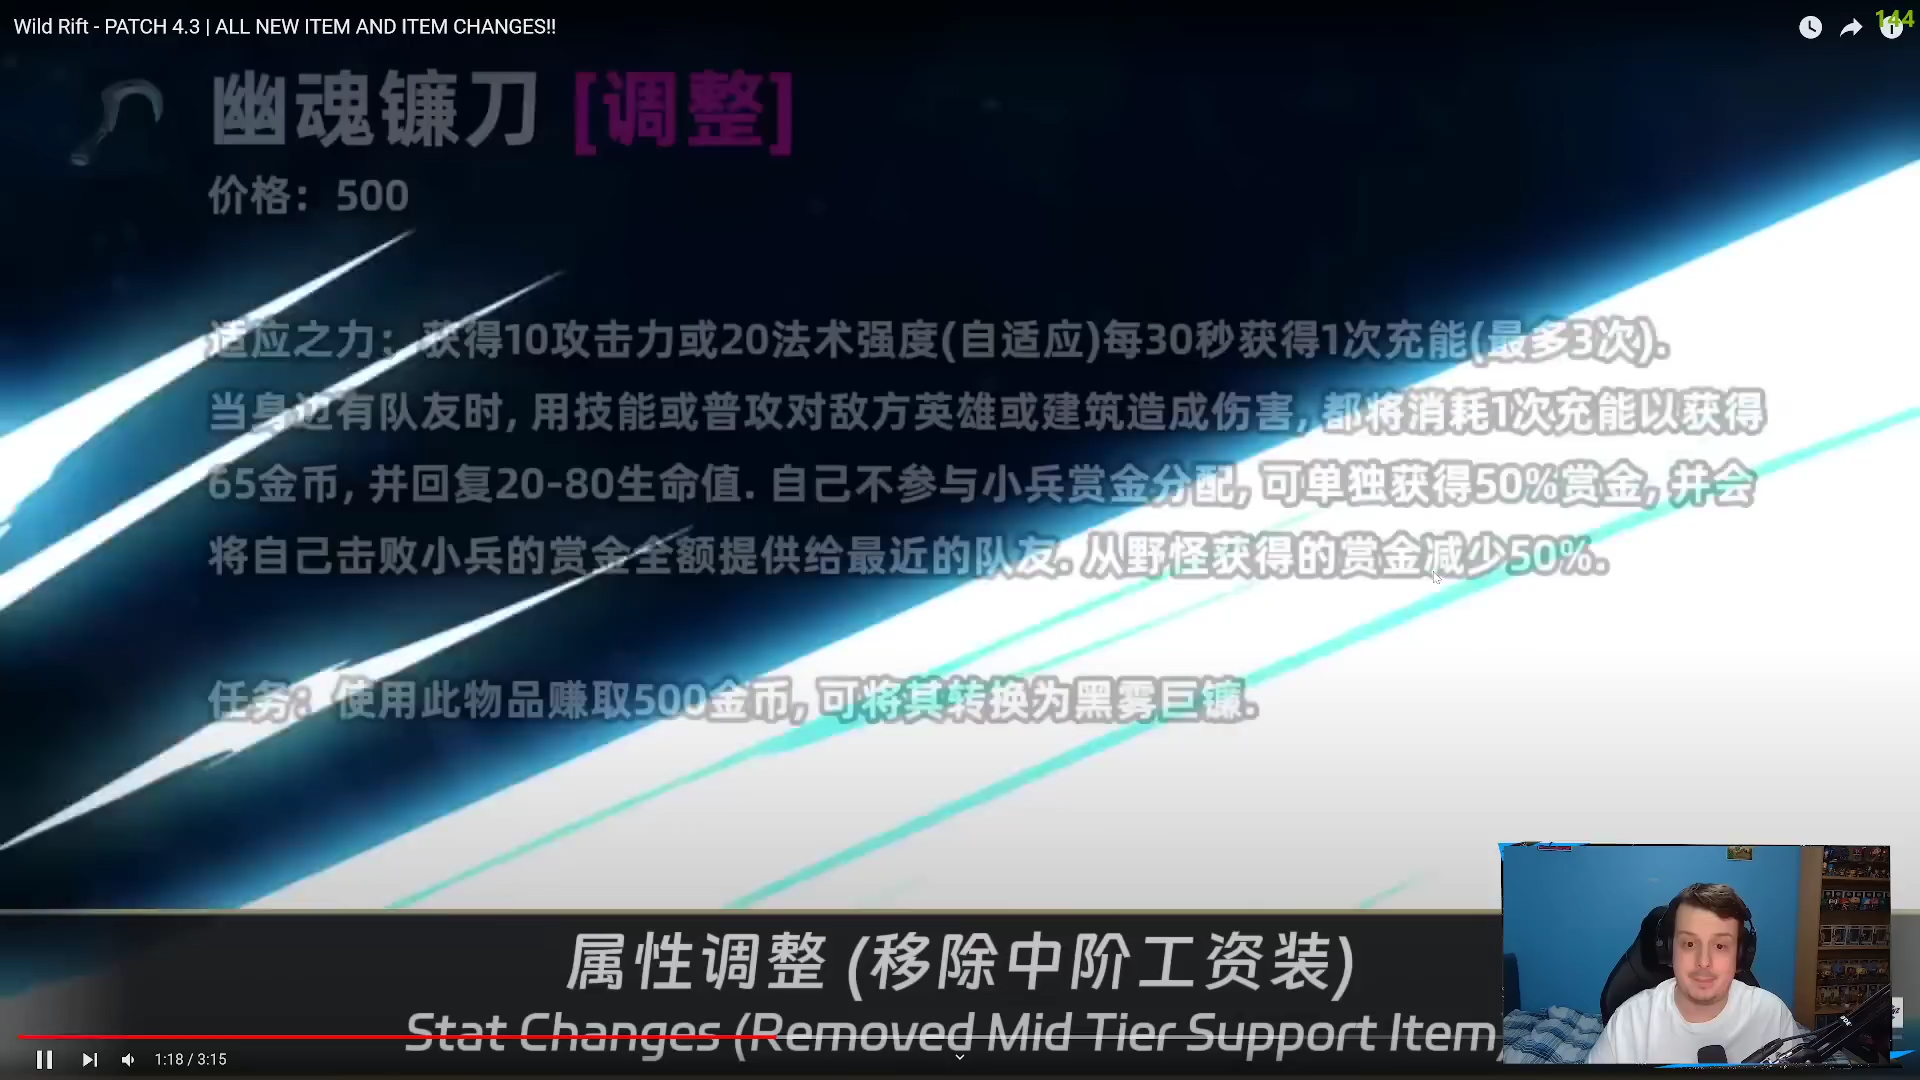 Wild Rift - PATCH 4.3 | ALL NEW ITEM AND ITEM CHANGES!!
144
幽魂镰刀 [调整]
价格：500
适应之力：获得10攻击力或20法术强度(自适应)每30秒获得1次充能(最多3次).
当身边有队友时, 用技能或普攻对敌方英雄或建筑造成伤害, 都将消耗1次充能以获得
65金币, 并回复20-80生命值. 自己不参与小兵赏金分配, 可单独获得50%赏金, 并会
将自己击败小兵的赏金全额提供给最近的队友. 从野怪获得的赏金减少50%.
任务：使用此物品赚取500金币, 可将其转换为黑雾巨镰.
属性调整 (移除中阶工资装)
Stat Changes (Removed Mid Tier Support Item)
1:18 / 3:15